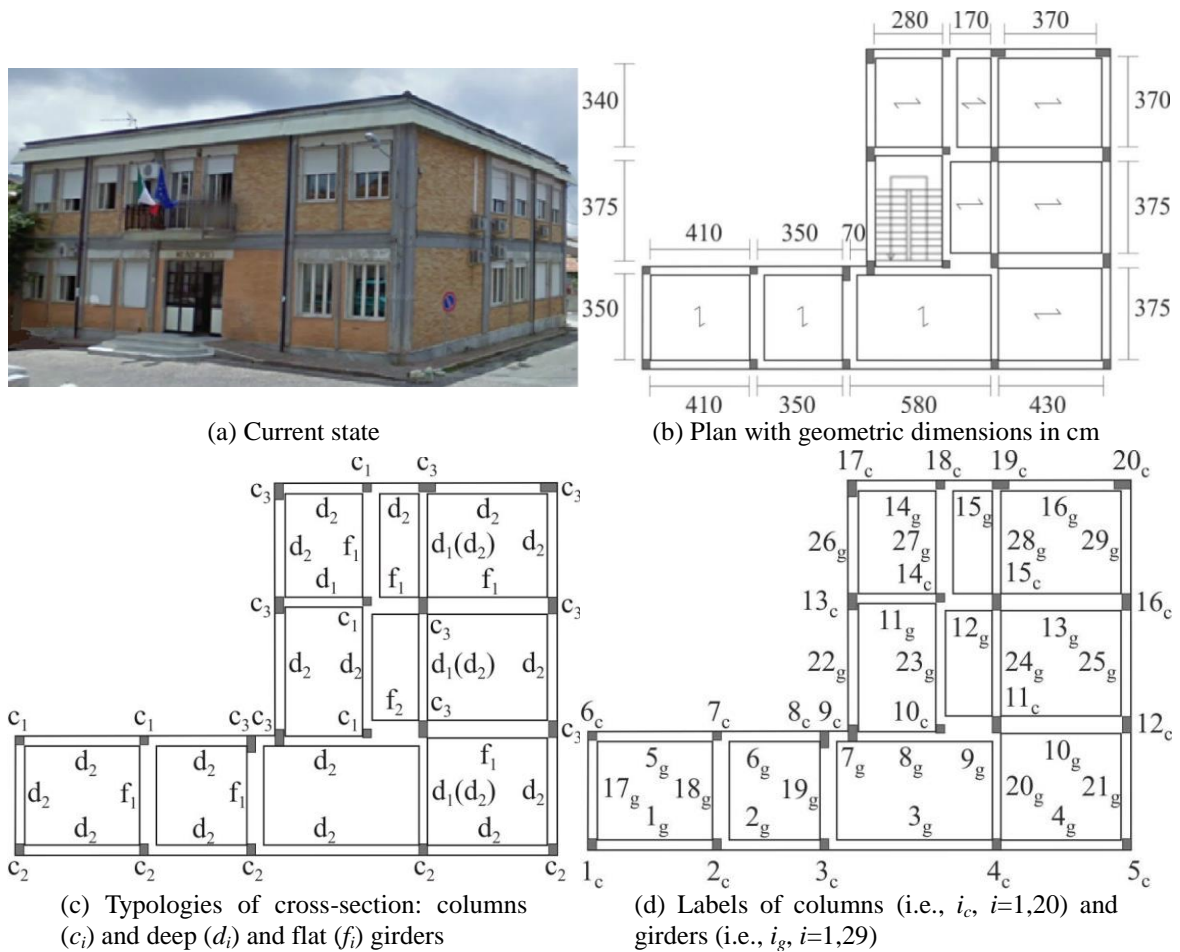 280 170 370
340 370
375 375
410 350 70
350 375
410 350 580 430
(a) Current state
(b) Plan with geometric dimensions in cm
c1 c3
c3 d2 d2 d2 c3
d2 f1 d1(d2) d2
d1 f1 f1
c3 c1 c3 c3
d2 d2 d1(d2) d2
c1 c1 c3 c3 c1 f2 c3 c3
d2 d2 d2 f1
d2 f1 f1 d1(d2) d2
d2 d2 d2 d2
c2 c2 c2 c2 c2
(c) Typologies of cross-section: columns
(ci) and deep (di) and flat (fi) girders
17c 18c 19c 20c
14g 15g 16g
26g 27g 28g 29g
14c 15c
13c 16c
11g 12g 13g
22g 23g 24g 25g
6c 7c 8c 9c 10c 11c 12c
5g 6g 7g 8g 9g 10g
17g 18g 19g 20g 21g
1g 2g 3g 4g
1c 2c 3c 4c 5c
(d) Labels of columns (i.e., ic, i=1,20) and
girders (i.e., ig, i=1,29)